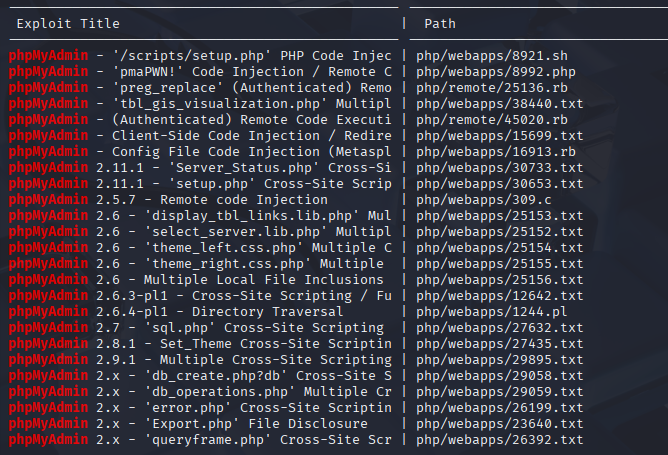 Exploit Title | Path
phpMyAdmin - '/scripts/setup.php' PHP Code Injec | php/webapps/8921.sh
phpMyAdmin - 'pmaPWN!' Code Injection / Remote C | php/webapps/8992.php
phpMyAdmin - 'preg_replace' (Authenticated) Remo | php/remote/25136.rb
phpMyAdmin - 'tbl_gis_visualization.php' Multipl | php/webapps/38440.txt
phpMyAdmin - (Authenticated) Remote Code Executi | php/remote/45020.rb
phpMyAdmin - Client-Side Code Injection / Redire | php/webapps/15699.txt
phpMyAdmin - Config File Code Injection (Metaspl | php/webapps/16913.rb
phpMyAdmin 2.11.1 - 'Server_Status.php' Cross-Si | php/webapps/30733.txt
phpMyAdmin 2.11.1 - 'setup.php' Cross-Site Scrip | php/webapps/30653.txt
phpMyAdmin 2.5.7 - Remote code Injection | php/webapps/309.c
phpMyAdmin 2.6 - 'display_tbl_links.lib.php' Mul | php/webapps/25153.txt
phpMyAdmin 2.6 - 'select_server.lib.php' Multipl | php/webapps/25152.txt
phpMyAdmin 2.6 - 'theme_left.css.php' Multiple C | php/webapps/25154.txt
phpMyAdmin 2.6 - 'theme_right.css.php' Multiple | php/webapps/25155.txt
phpMyAdmin 2.6 - Multiple Local File Inclusions | php/webapps/25156.txt
phpMyAdmin 2.6.3-pl1 - Cross-Site Scripting / Fu | php/webapps/12642.txt
phpMyAdmin 2.6.4-pl1 - Directory Traversal | php/webapps/1244.pl
phpMyAdmin 2.7 - 'sql.php' Cross-Site Scripting | php/webapps/27632.txt
phpMyAdmin 2.8.1 - Set_Theme Cross-Site Scriptin | php/webapps/27435.txt
phpMyAdmin 2.9.1 - Multiple Cross-Site Scripting | php/webapps/29895.txt
phpMyAdmin 2.x - 'db_create.php?db' Cross-Site S | php/webapps/29058.txt
phpMyAdmin 2.x - 'db_operations.php' Multiple Cr | php/webapps/29059.txt
phpMyAdmin 2.x - 'error.php' Cross-Site Scriptin | php/webapps/26199.txt
phpMyAdmin 2.x - 'Export.php' File Disclosure | php/webapps/23640.txt
phpMyAdmin 2.x - 'queryframe.php' Cross-Site Scr | php/webapps/26392.txt